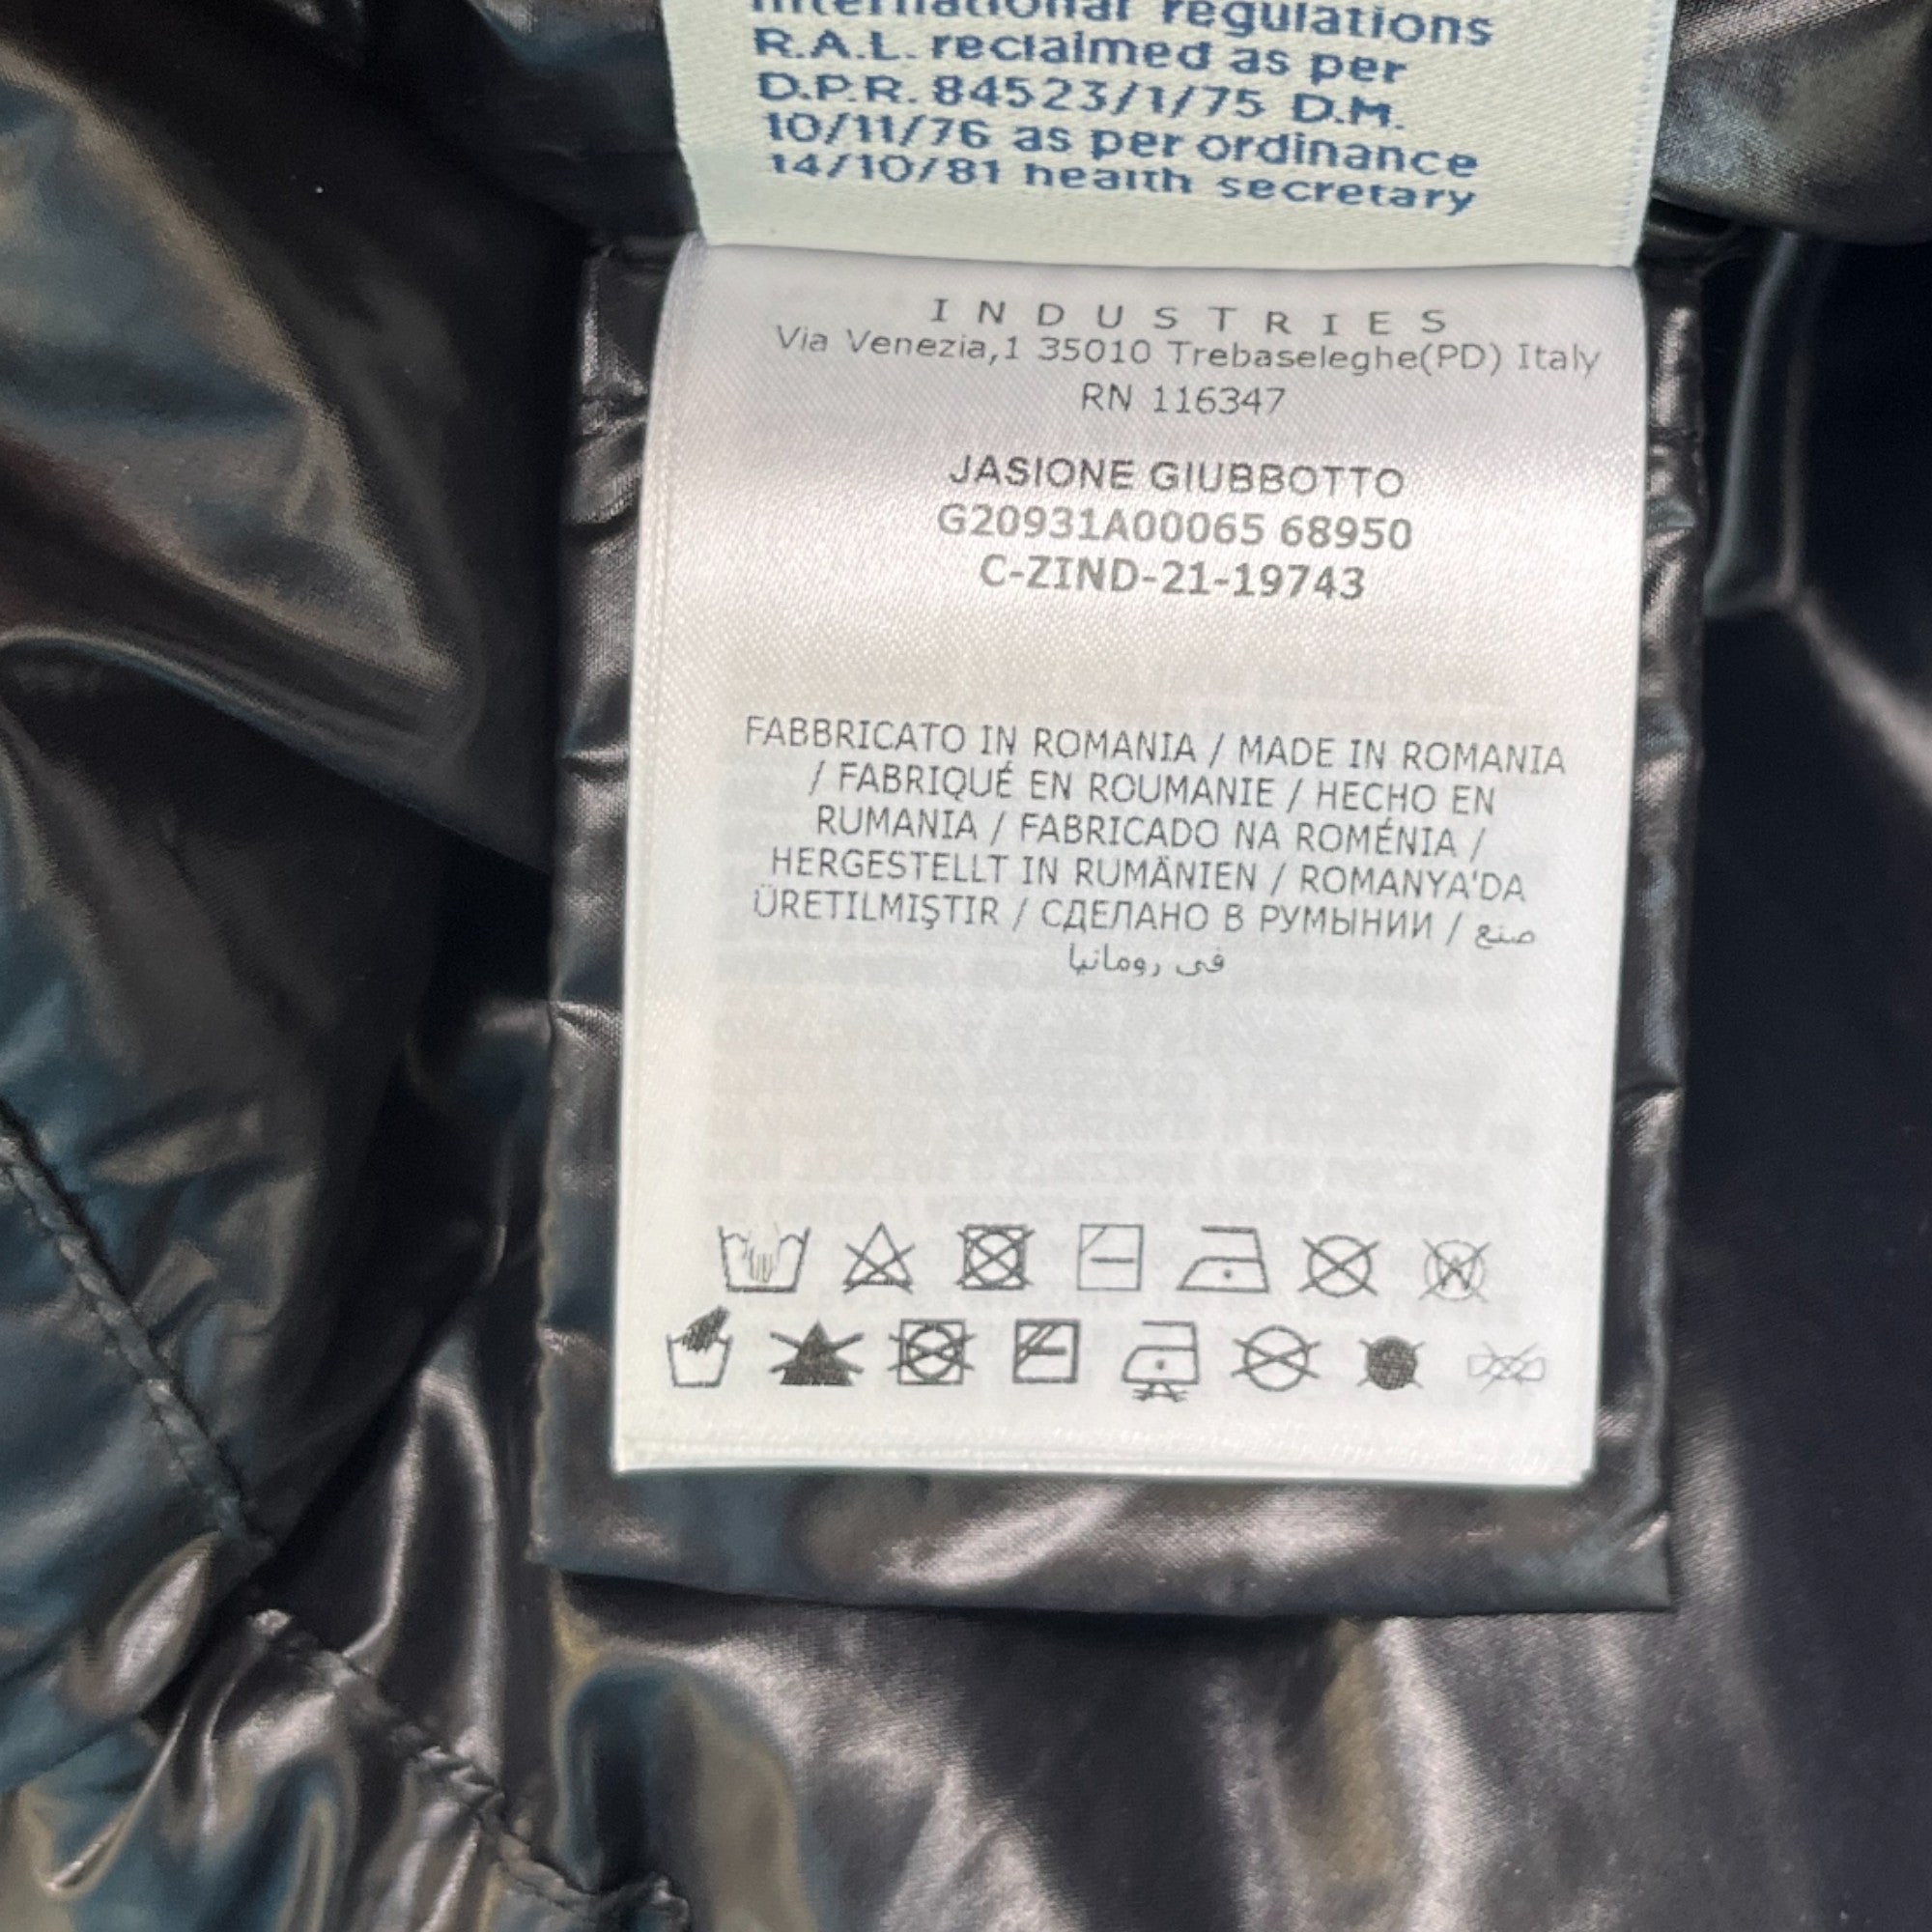 International regulations
R.A.L. reclaimed as per
D.P.R. 84523/1/75 D.M.
10/11/76 as per ordinance
14/10/81 health secretary
INDUSTRIES
Via Venezia,1 35010 Trebaseleghe(PD) Italy
RN 116347
JASIONE GIUBBOTTO
G20931A00065 68950
C-ZIND-21-19743
FABBRICATO IN ROMANIA / MADE IN ROMANIA
/ FABRIQUÉ EN ROUMANIE / HECHO EN
RUMANIA / FABRICADO NA ROMÉNIA /
HERGESTELLT IN RUMÄNIEN / ROMANYA'DA
ÜRETILMIŞTIR / СДЕЛАНО В РУМЫНИИ / صنع
فى رومانيا
W